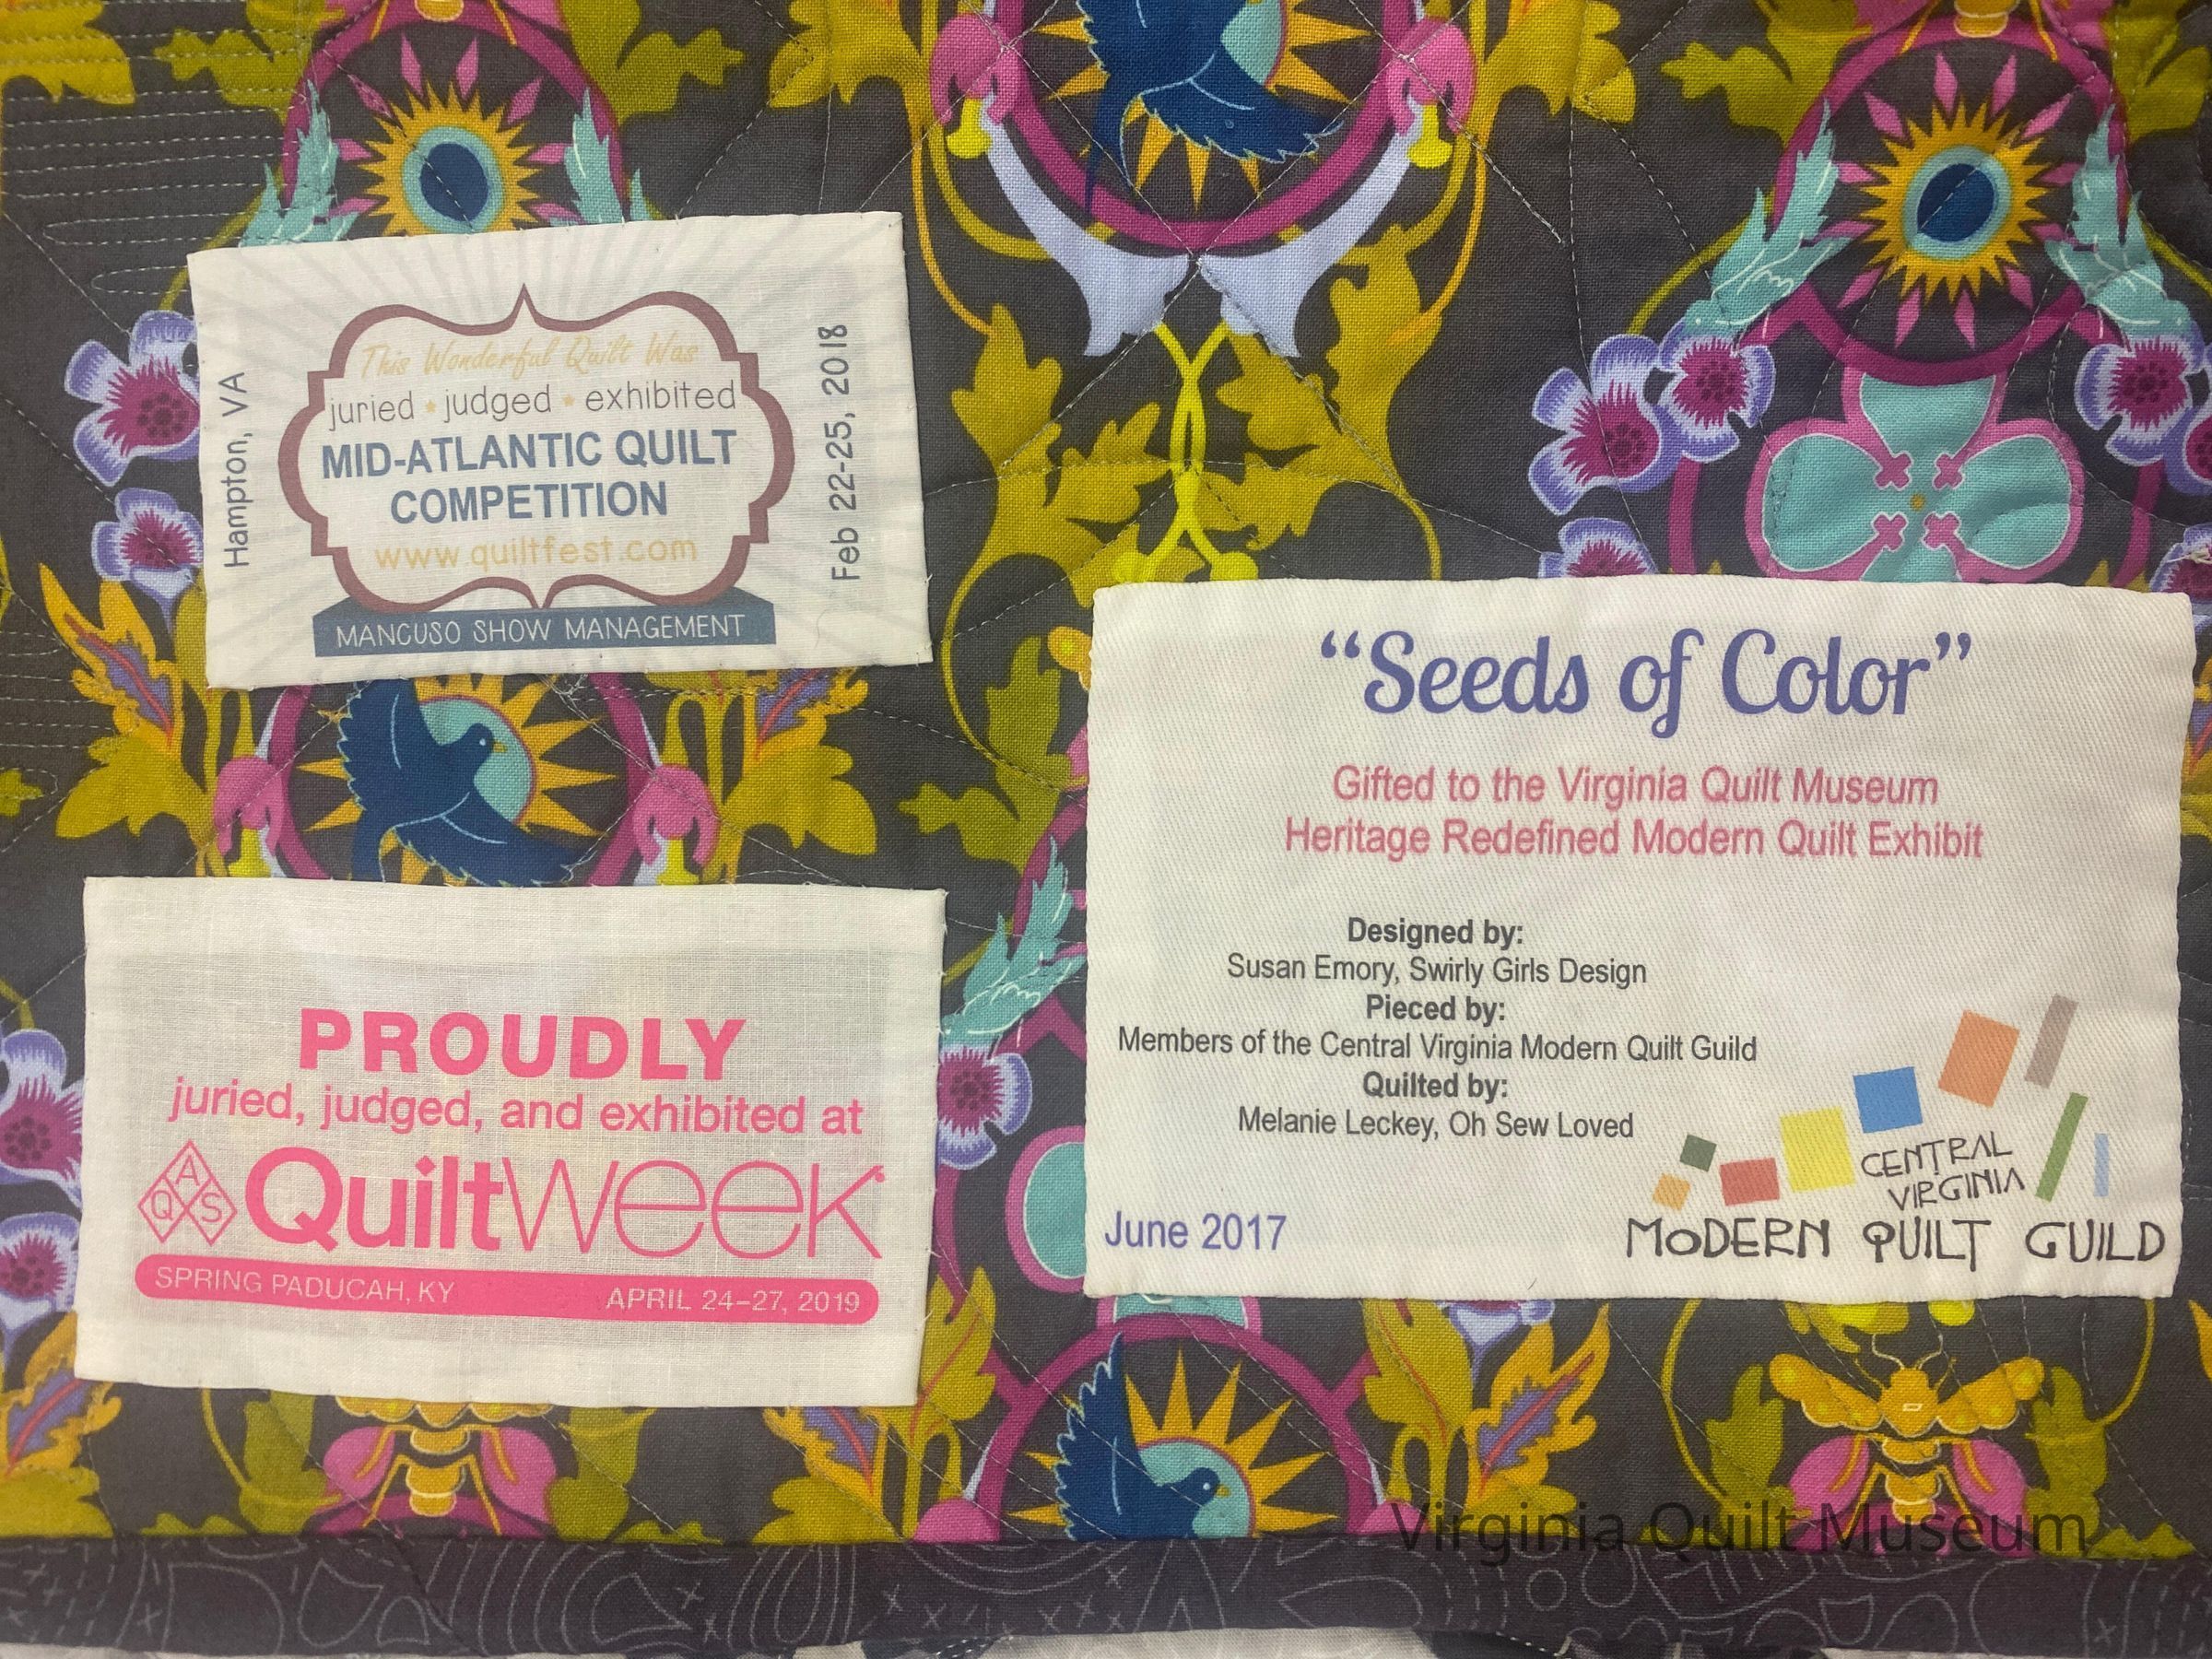 This Wonderful Quilt Was
juried * judged * exhibited
MID-ATLANTIC QUILT
COMPETITION
www.quiltfest.com
MANCUSO SHOW MANAGEMENT
Hampton, VA
Feb 22-25, 2018
PROUDLY
juried, judged, and exhibited at
AQS QuiltWeek
SPRING PADUCAH, KY APRIL 24–27, 2019
“Seeds of Color”
Gifted to the Virginia Quilt Museum
Heritage Redefined Modern Quilt Exhibit
Designed by:
Susan Emory, Swirly Girls Design
Pieced by:
Members of the Central Virginia Modern Quilt Guild
Quilted by:
Melanie Leckey, Oh Sew Loved
June 2017
CENTRAL
VIRGINIA
MODERN QUILT GUILD
Virginia Quilt Museum